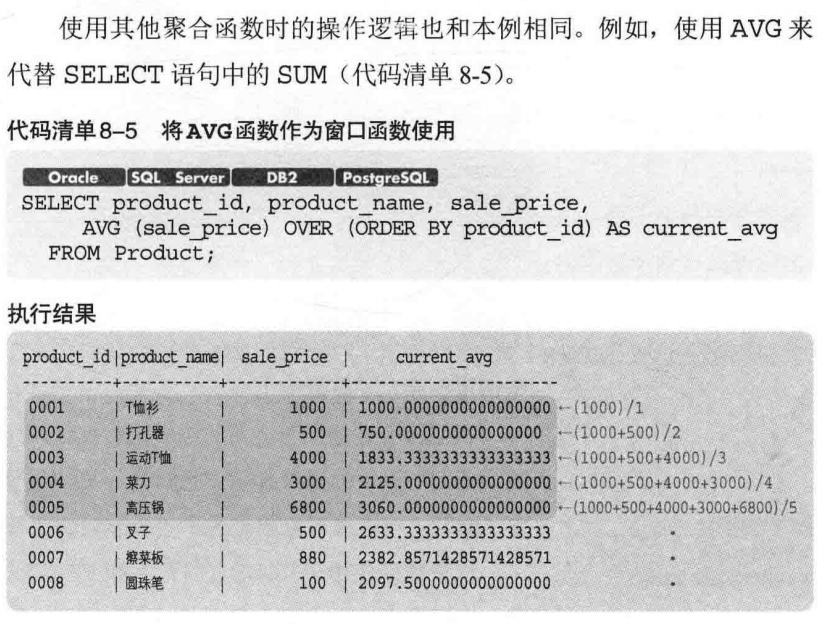 使用其他聚合函数时的操作逻辑也和本例相同。例如，使用 AVG 来
代替 SELECT 语句中的 SUM（代码清单 8-5）。
代码清单8–5 将AVG函数作为窗口函数使用
Oracle SQL Server DB2 PostgreSQL
SELECT product_id, product_name, sale_price,
AVG (sale_price) OVER (ORDER BY product_id) AS current_avg
FROM Product;
执行结果
product_id|product_name| sale_price | current_avg
----------+------------+------------+----------------------
0001 | T恤衫 | 1000 | 1000.0000000000000000 ←(1000)/1
0002 | 打孔器 | 500 | 750.0000000000000000 ←(1000+500)/2
0003 | 运动T恤 | 4000 | 1833.3333333333333333 ←(1000+500+4000)/3
0004 | 菜刀 | 3000 | 2125.0000000000000000 ←(1000+500+4000+3000)/4
0005 | 高压锅 | 6800 | 3060.0000000000000000 ←(1000+500+4000+3000+6800)/5
0006 | 叉子 | 500 | 2633.3333333333333333 •
0007 | 擦菜板 | 880 | 2382.8571428571428571 •
0008 | 圆珠笔 | 100 | 2097.5000000000000000 •